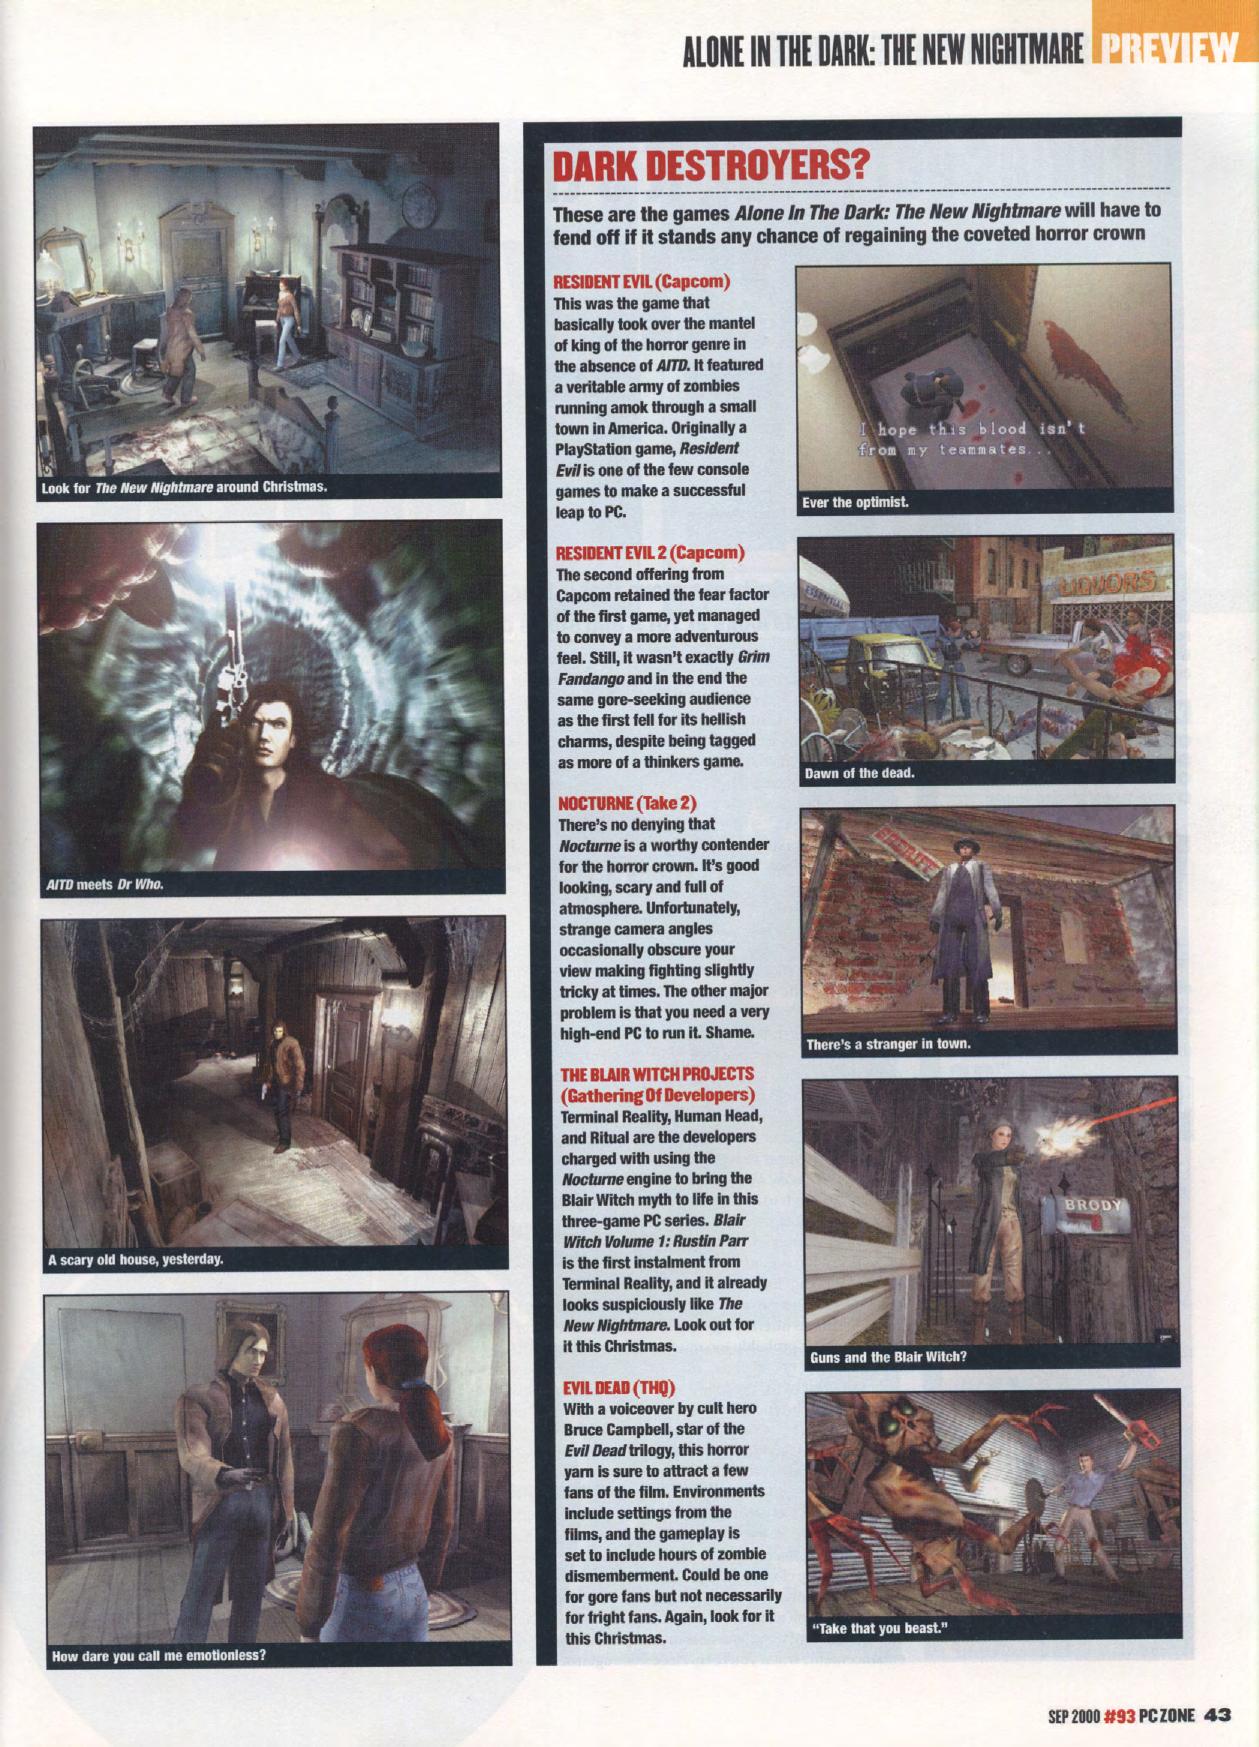 ALONE IN THE DARK: THE NEW NIGHTMARE PREVIEW
Look for The New Nightmare around Christmas.
AITD meets Dr Who.
A scary old house, yesterday.
How dare you call me emotionless?
DARK DESTROYERS?
These are the games Alone In The Dark: The New Nightmare will have to
fend off if it stands any chance of regaining the coveted horror crown
RESIDENT EVIL (Capcom)
This was the game that
basically took over the mantel
of king of the horror genre in
the absence of AITD. It featured
a veritable army of zombies
running amok through a small
town in America. Originally a
PlayStation game, Resident
Evil is one of the few console
games to make a successful
leap to PC.
I hope this blood isn't
from my teammates...
Ever the optimist.
RESIDENT EVIL 2 (Capcom)
The second offering from
Capcom retained the fear factor
of the first game, yet managed
to convey a more adventurous
feel. Still, it wasn't exactly Grim
Fandango and in the end the
same gore-seeking audience
as the first fell for its hellish
charms, despite being tagged
as more of a thinkers game.
ESSENTIAL
LIQUORS
Dawn of the dead.
NOCTURNE (Take 2)
There's no denying that
Nocturne is a worthy contender
for the horror crown. It's good
looking, scary and full of
atmosphere. Unfortunately,
strange camera angles
occasionally obscure your
view making fighting slightly
tricky at times. The other major
problem is that you need a very
high-end PC to run it. Shame.
SHERIFF
There's a stranger in town.
THE BLAIR WITCH PROJECTS
(Gathering Of Developers)
Terminal Reality, Human Head,
and Ritual are the developers
charged with using the
Nocturne engine to bring the
Blair Witch myth to life in this
three-game PC series. Blair
Witch Volume 1: Rustin Parr
is the first instalment from
Terminal Reality, and it already
looks suspiciously like The
New Nightmare. Look out for
it this Christmas.
BRODY
Guns and the Blair Witch?
EVIL DEAD (THQ)
With a voiceover by cult hero
Bruce Campbell, star of the
Evil Dead trilogy, this horror
yarn is sure to attract a few
fans of the film. Environments
include settings from the
films, and the gameplay is
set to include hours of zombie
dismemberment. Could be one
for gore fans but not necessarily
for fright fans. Again, look for it
this Christmas.
"Take that you beast."
SEP 2000 #93 PC ZONE 43